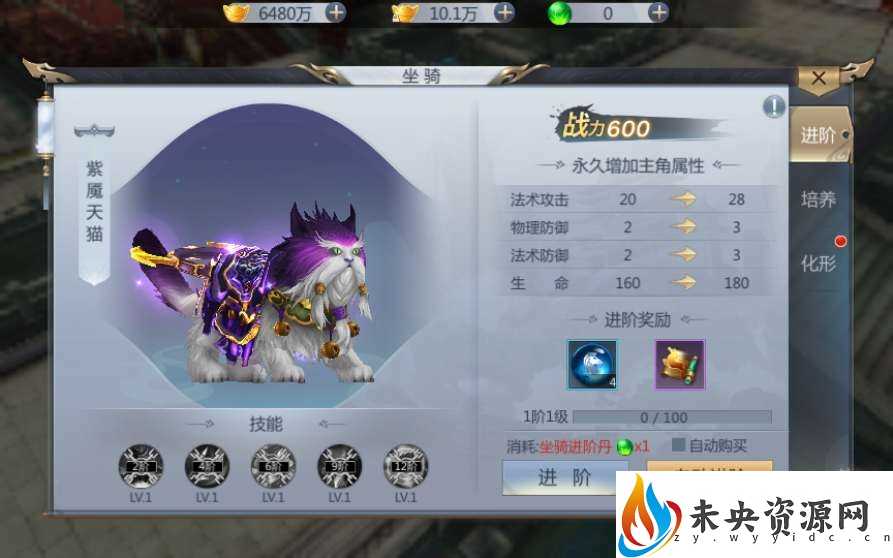 6480万
10.1万
0
坐骑
紫魇天猫
战力600
永久增加主角属性
法术攻击 20 28
物理防御 2 3
法术防御 2 3
生命 160 180
进阶奖励
4
1阶1级 0 / 100
消耗:坐骑进阶丹 x1 自动购买
进阶
自动进阶
技能
2阶 4阶 6阶 9阶 12阶
LV.1 LV.1 LV.1 LV.1 LV.1
进阶
培养
化形
未央资源网
zy.wyyidc.cn